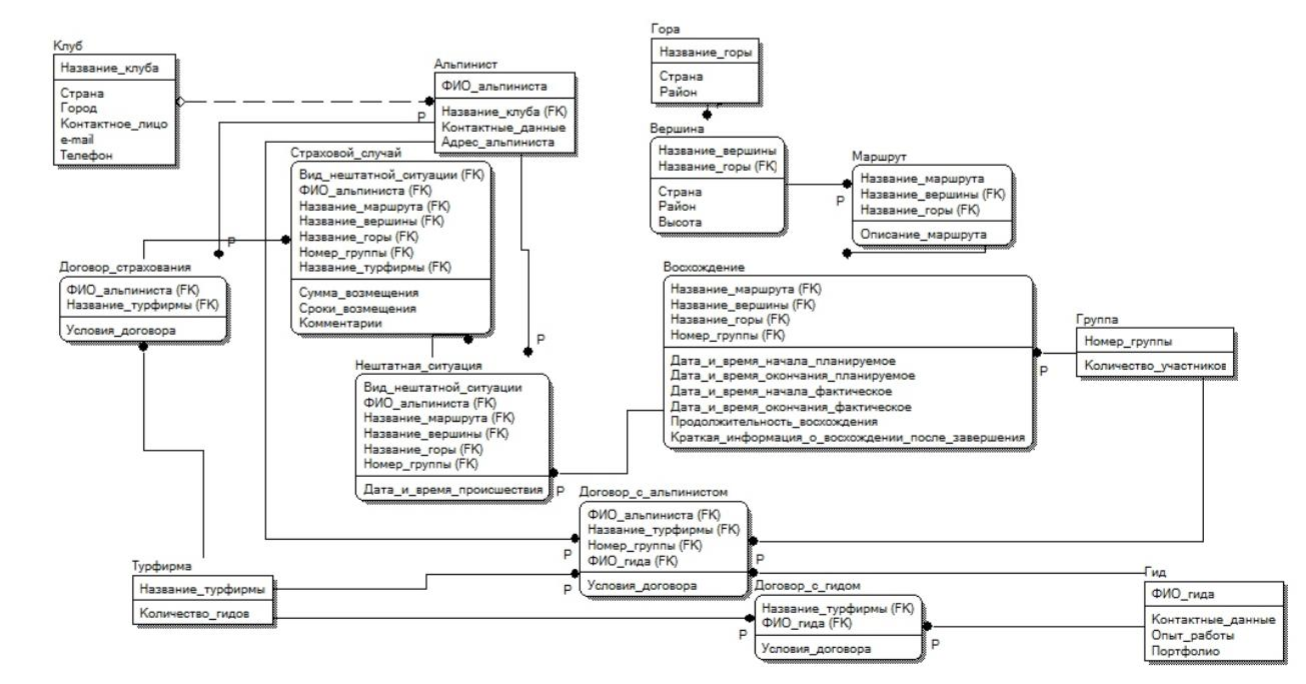 Клуб
Название_клуба
Страна
Город
Контактное_лицо
e-mail
Телефон
Альпинист
ФИО_альпиниста
Название_клуба (FK)
Контактные_данные
Адрес_альпиниста
P
Гора
Название_горы
Страна
Район
P
Вершина
Название_вершины
Название_горы (FK)
Страна
Район
Высота
P
Маршрут
Название_маршрута
Название_вершины (FK)
Название_горы (FK)
Описание_маршрута
Страховой_случай
Вид_нештатной_ситуации (FK)
ФИО_альпиниста (FK)
Название_маршрута (FK)
Название_вершины (FK)
Название_горы (FK)
Номер_группы (FK)
Название_турфирмы (FK)
Сумма_возмещения
Сроки_возмещения
Комментарии
P
Договор_страхования
ФИО_альпиниста (FK)
Название_турфирмы (FK)
Условия_договора
Восхождение
Название_маршрута (FK)
Название_вершины (FK)
Название_горы (FK)
Номер_группы (FK)
Дата_и_время_начала_планируемое
Дата_и_время_окончания_планируемое
Дата_и_время_начала_фактическое
Дата_и_время_окончания_фактическое
Продолжительность_восхождения
Краткая_информация_о_восхождении_после_завершения
P
Группа
Номер_группы
Количество_участников
P
Нештатная_ситуация
Вид_нештатной_ситуации
ФИО_альпиниста (FK)
Название_маршрута (FK)
Название_вершины (FK)
Название_горы (FK)
Номер_группы (FK)
Дата_и_время_происшествия
P
Договор_с_альпинистом
ФИО_альпиниста (FK)
Название_турфирмы (FK)
Номер_группы (FK)
ФИО_гида (FK)
Условия_договора
P
P
P
Турфирма
Название_турфирмы
Количество_гидов
Договор_с_гидом
Название_турфирмы (FK)
ФИО_гида (FK)
Условия_договора
P
P
Гид
ФИО_гида
Контактные_данные
Опыт_работы
Портфолио